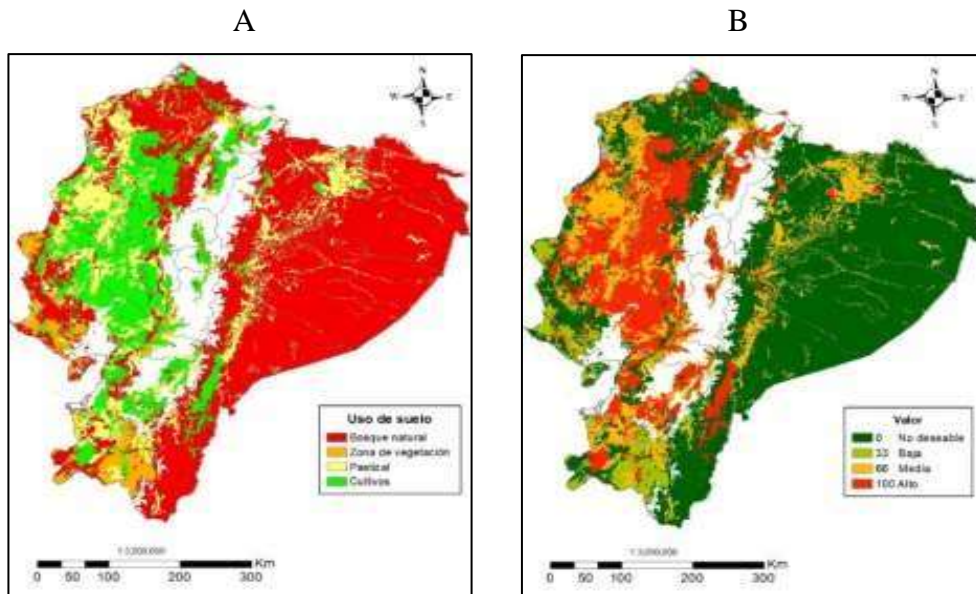 A
B
N
W E
S
N
W E
S
Uso de suelo
Bosque natural
Zona de vegetación
Pastizal
Cultivos
Valor
0 No deseable
33 Baja
66 Media
100 Alto
Km
0 50 100 200 300
Km
0 50 100 200 300